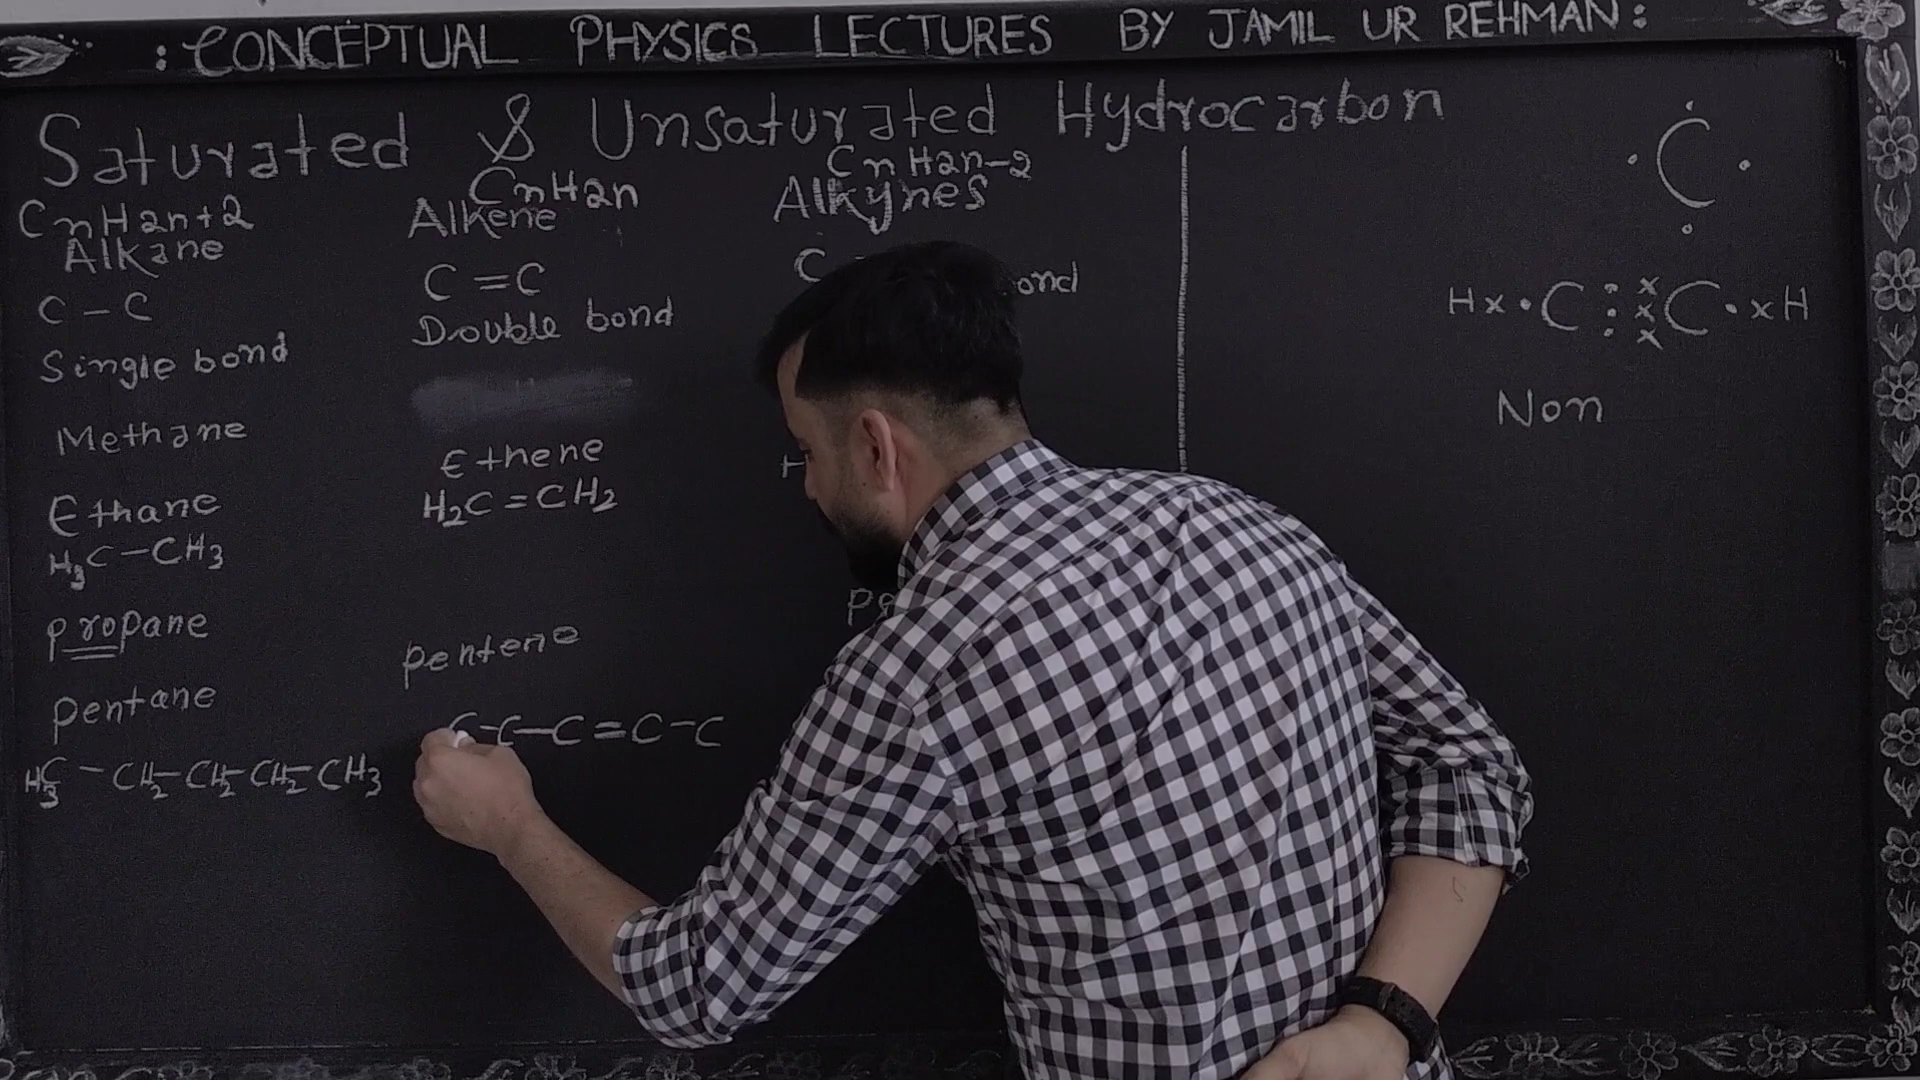 : CONCEPTUAL PHYSICS LECTURES BY JAMIL UR REHMAN :
Saturated & Unsaturated Hydrocarbon
CnH2n+2
Alkane
C - C
Single bond
Methane
Ethane
H3C - CH3
propane
pentane
H3C - CH2 - CH2 - CH2 - CH3
CnH2n
Alkene
C = C
Double bond
Ethene
H2C = CH2
pentene
C - C - C = C - C
CnH2n-2
Alkynes
C
C
Hx • C : : x x x C • x H
Non